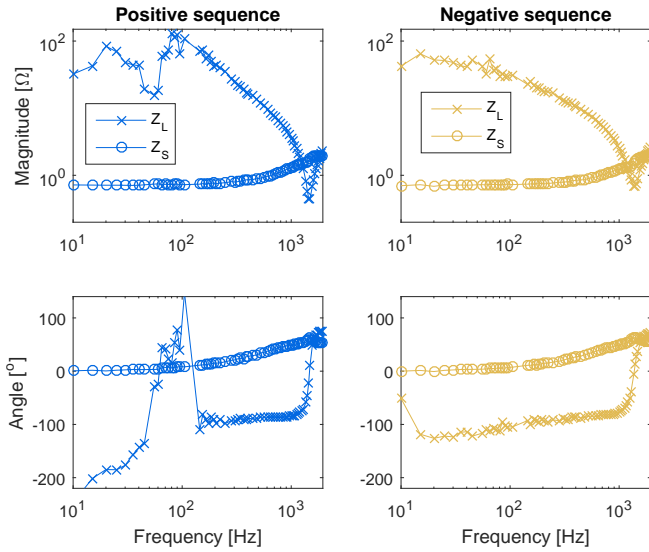 Positive sequence
Negative sequence
Magnitude [Ω]
10^2
10^0
Z_L
Z_S
10^1
10^2
10^3
10^2
10^0
Z_L
Z_S
10^1
10^2
10^3
Angle [°]
100
0
-100
-200
10^1
10^2
10^3
Frequency [Hz]
100
0
-100
-200
10^1
10^2
10^3
Frequency [Hz]